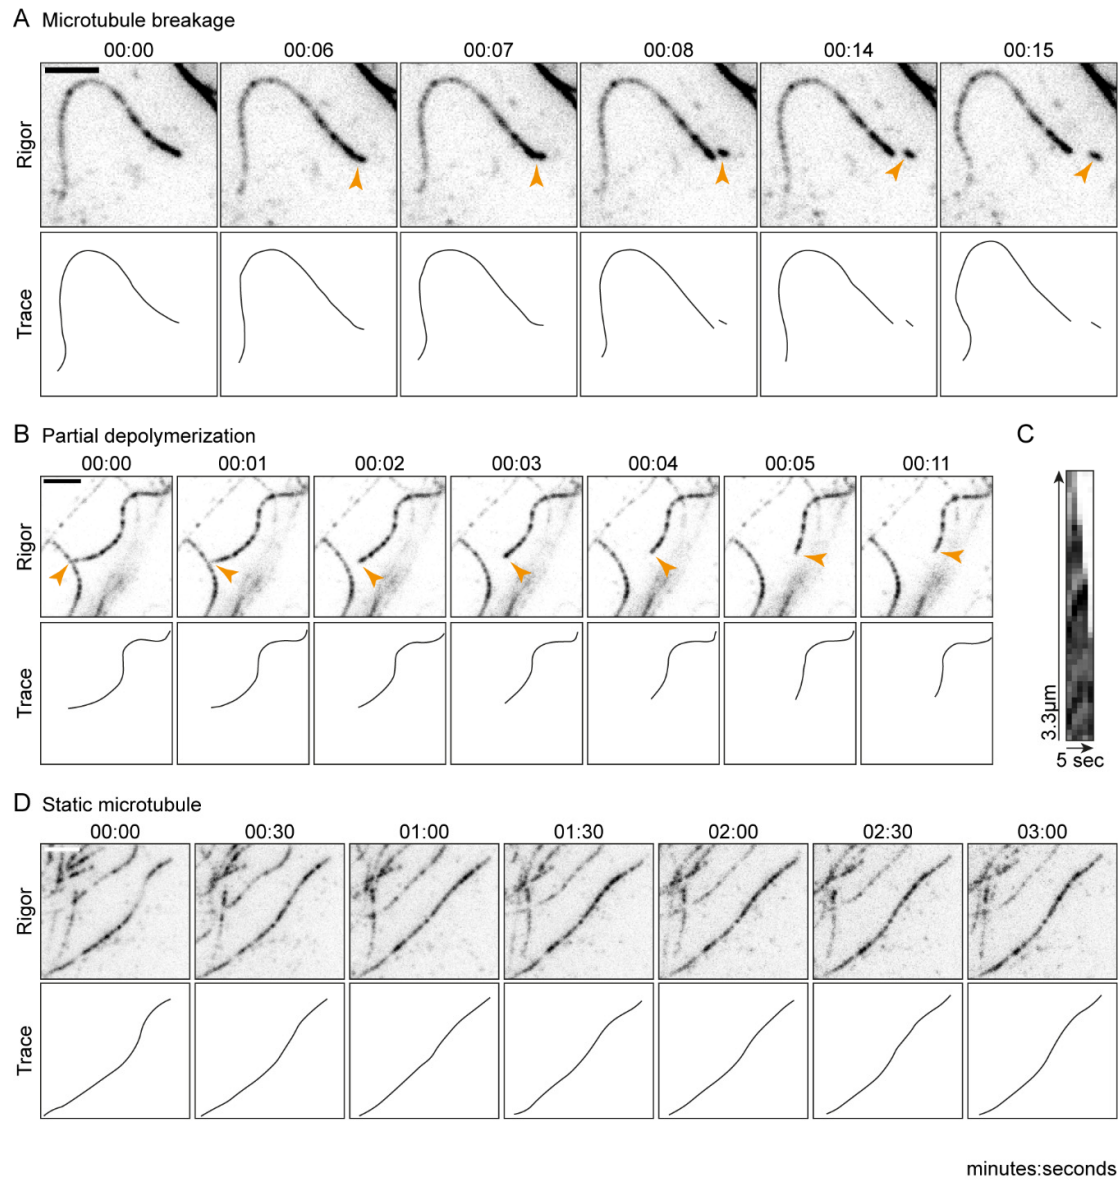 A Microtubule breakage
00:00 00:06 00:07 00:08 00:14 00:15
Rigor
Trace
B Partial depolymerization
00:00 00:01 00:02 00:03 00:04 00:05 00:11
Rigor
Trace
C
3.3µm
5 sec
D Static microtubule
00:00 00:30 01:00 01:30 02:00 02:30 03:00
Rigor
Trace
minutes:seconds